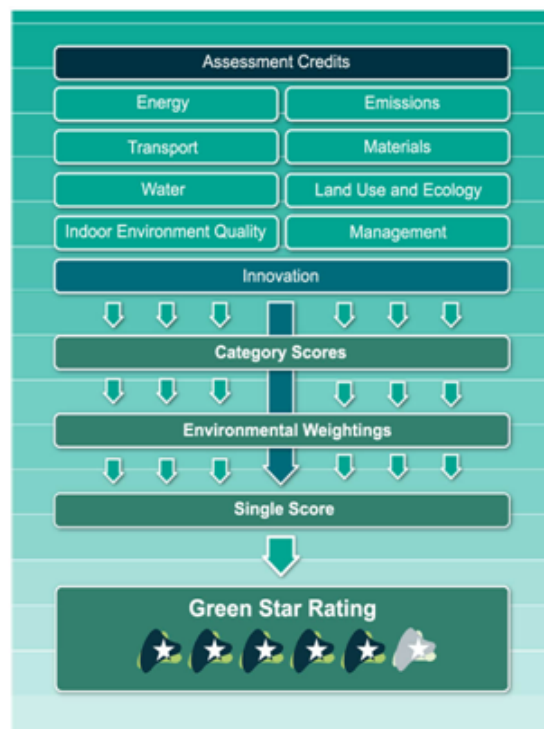 Assessment Credits
Energy
Emissions
Transport
Materials
Water
Land Use and Ecology
Indoor Environment Quality
Management
Innovation
Category Scores
Environmental Weightings
Single Score
Green Star Rating